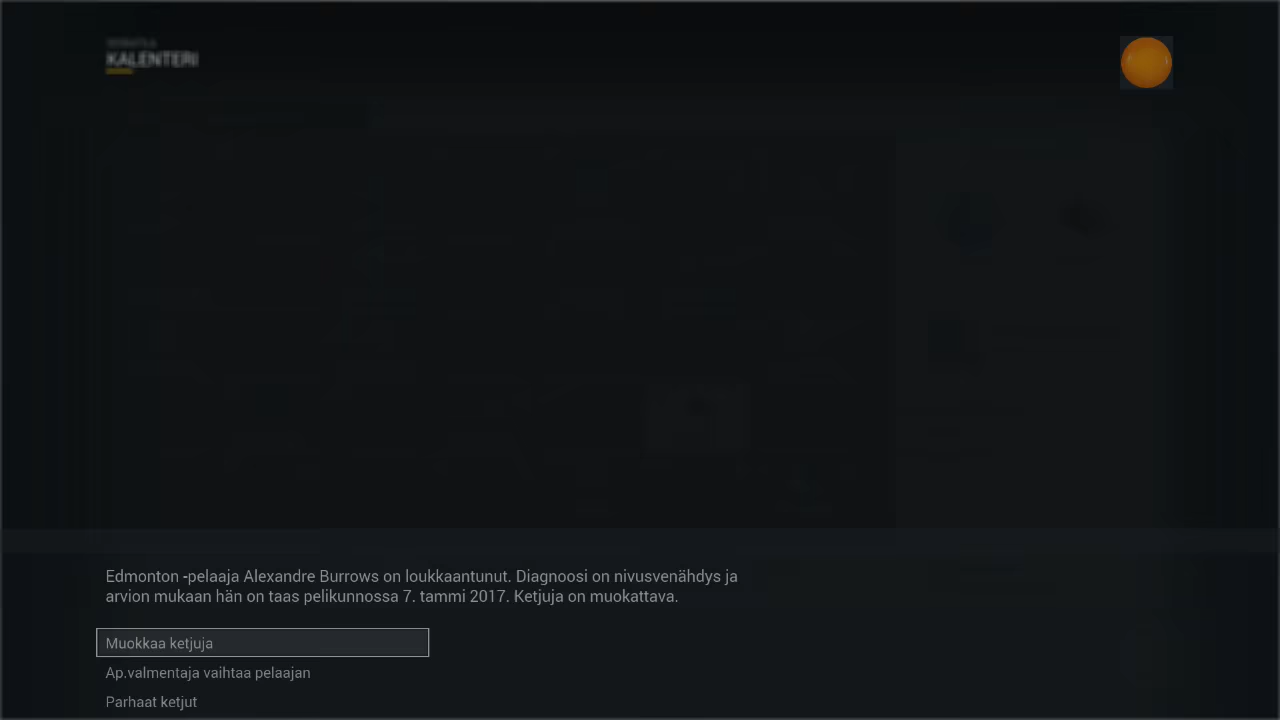 KALENTERI
Edmonton -pelaaja Alexandre Burrows on loukkaantunut. Diagnoosi on nivusvenähdys ja
arvion mukaan hän on taas pelikunnossa 7. tammi 2017. Ketjuja on muokattava.
Muokkaa ketjuja
Ap.valmentaja vaihtaa pelaajan
Parhaat ketjut